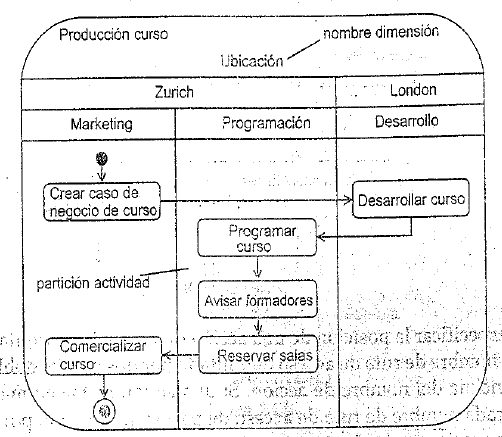 Producción curso
nombre dimensión
Ubicación
Zurich
London
Marketing
Programación
Desarrollo
Crear caso de
negocio de curso
Desarrollar curso
Programar
curso
partición actividad
Avisar formadores
Comercializar
curso
Reservar salas